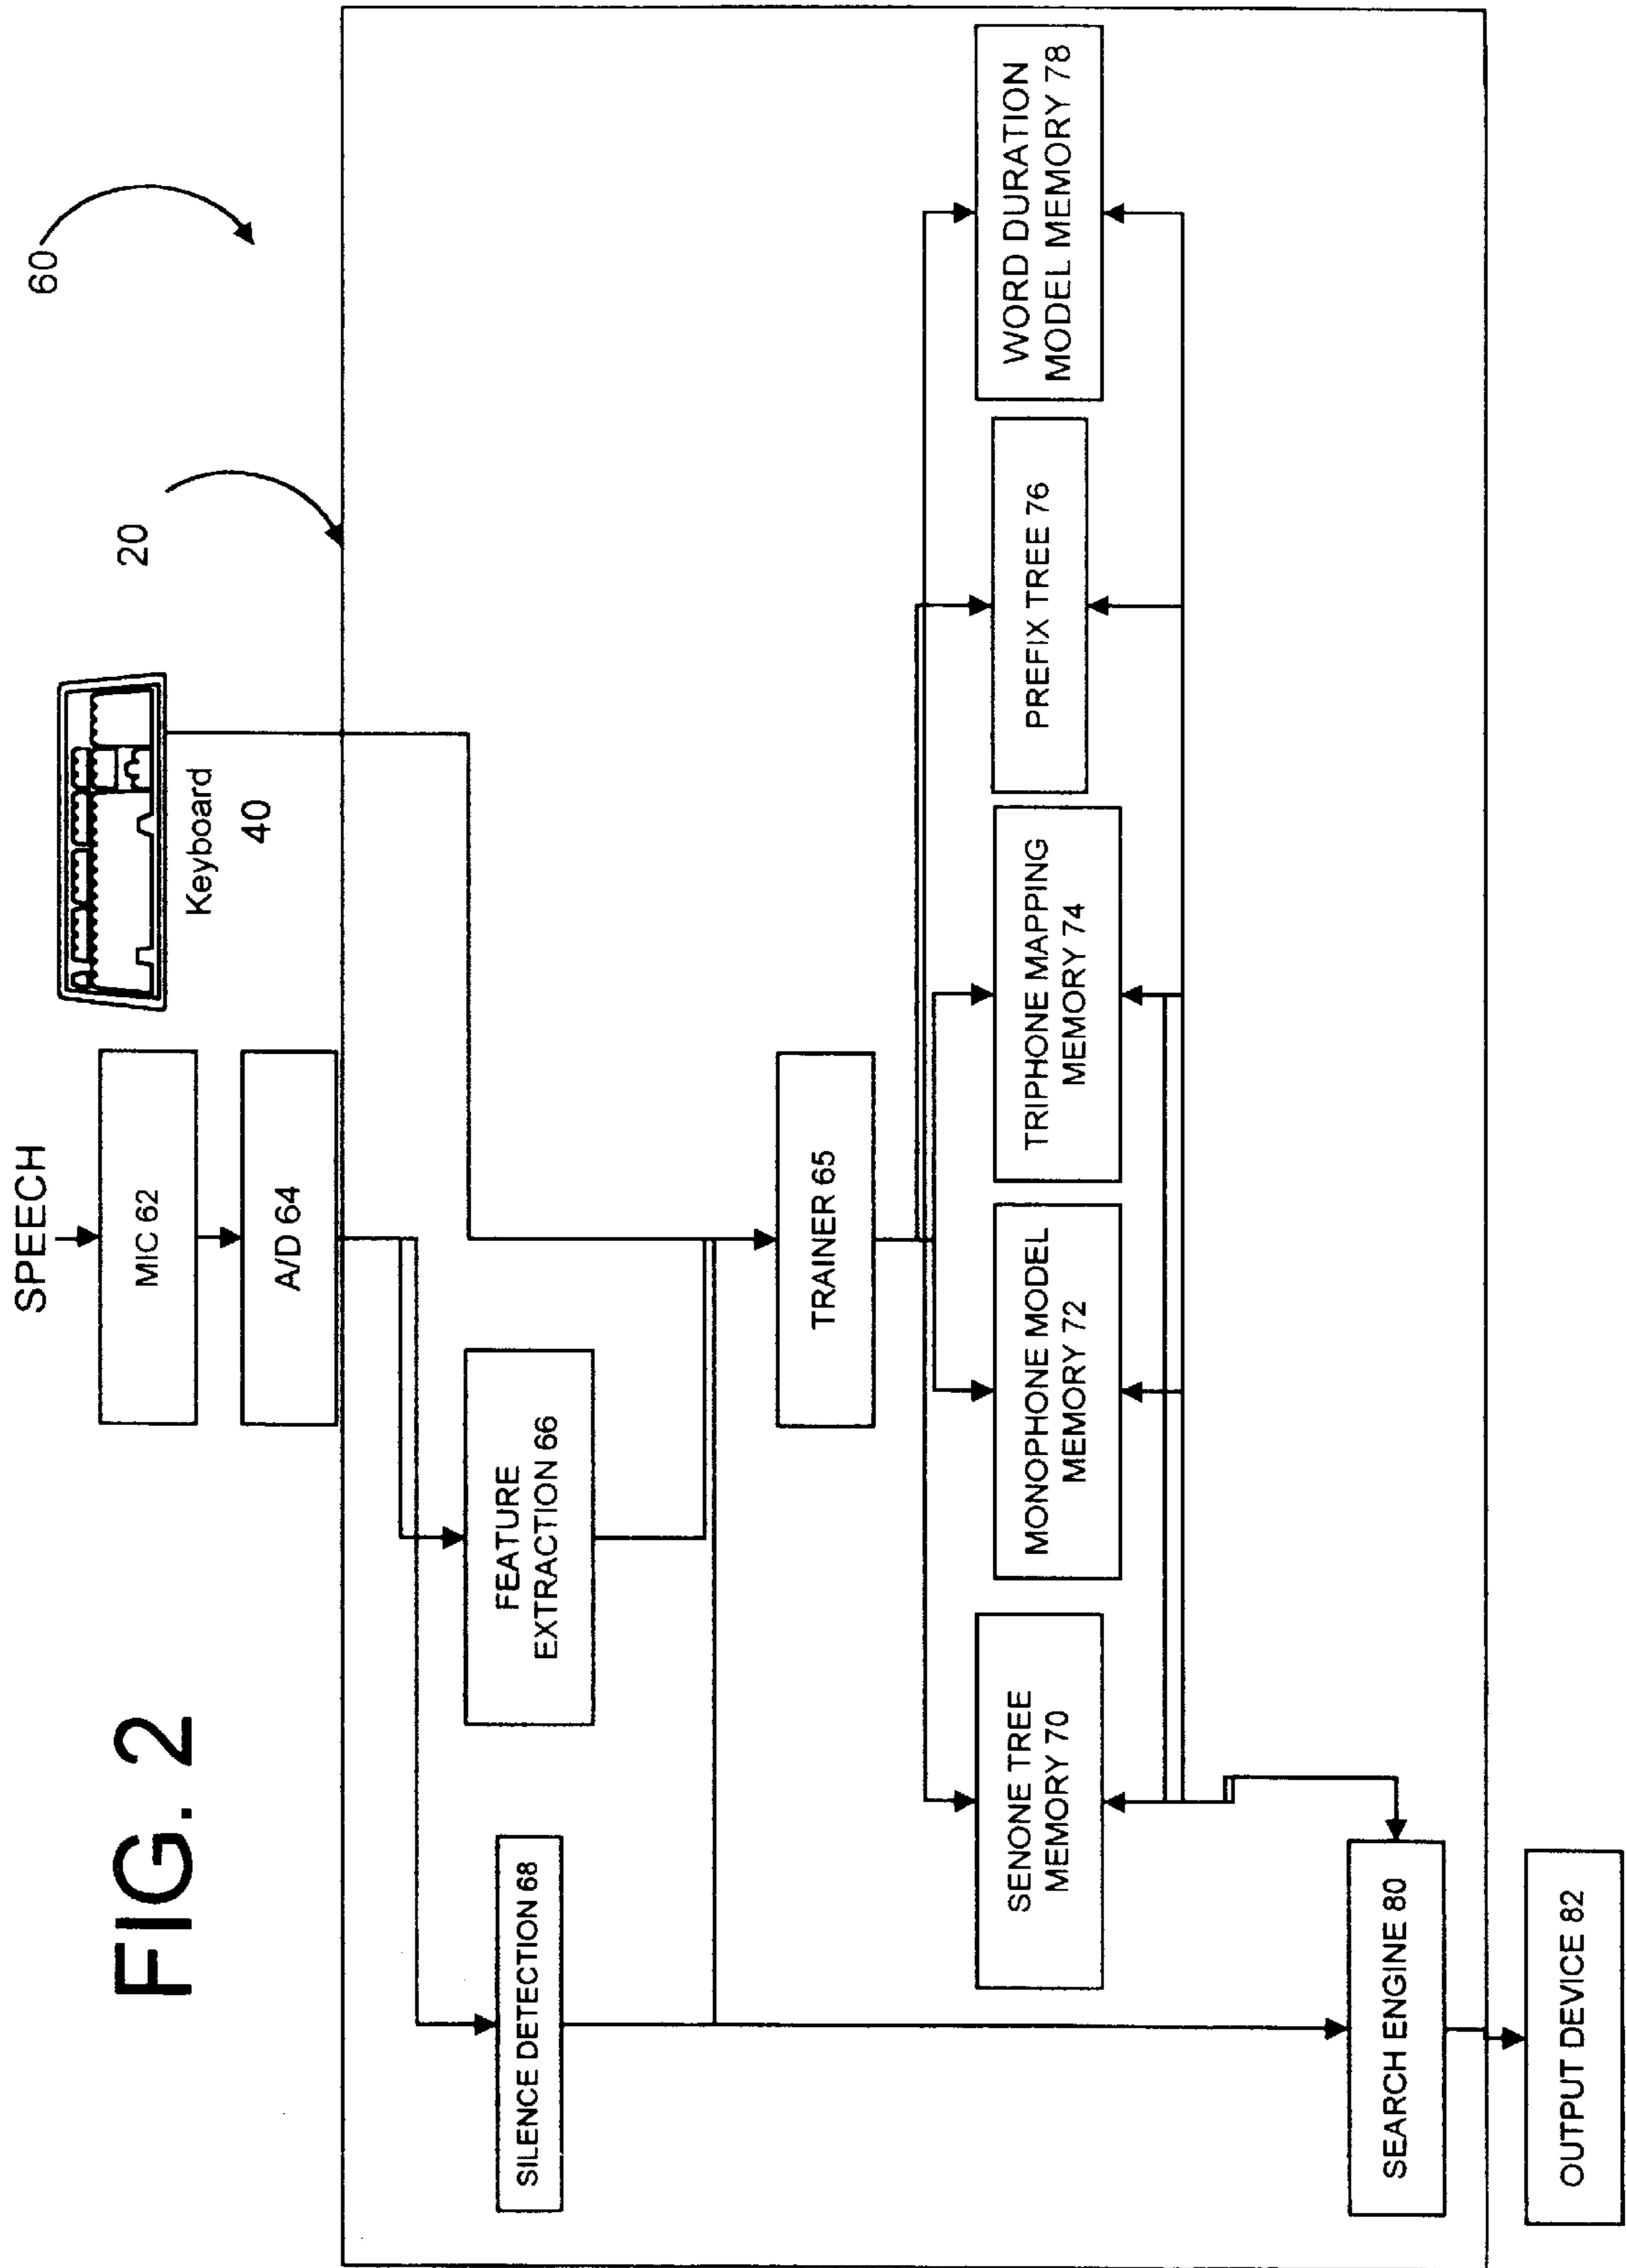 FIG. 2
60
20
SPEECH
MIC 62
A/D 64
Keyboard
40
SILENCE DETECTION 68
FEATURE
EXTRACTION 66
TRAINER 65
SENONE TREE
MEMORY 70
MONOPHONE MODEL
MEMORY 72
TRIPHONE MAPPING
MEMORY 74
PREFIX TREE 76
WORD DURATION
MODEL MEMORY 78
SEARCH ENGINE 80
OUTPUT DEVICE 82